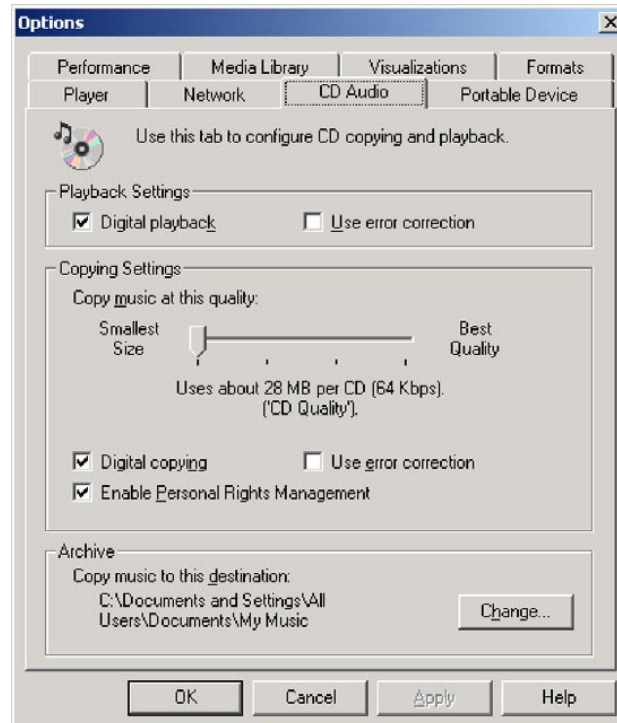 Options
Performance Media Library Visualizations Formats
Player Network CD Audio Portable Device
Use this tab to configure CD copying and playback.
Playback Settings
Digital playback Use error correction
Copying Settings
Copy music at this quality:
Smallest Size Best Quality
Uses about 28 MB per CD (64 Kbps).
('CD Quality').
Digital copying Use error correction
Enable Personal Rights Management
Archive
Copy music to this destination:
C:\Documents and Settings\All
Users\Documents\My Music
Change...
OK Cancel Apply Help